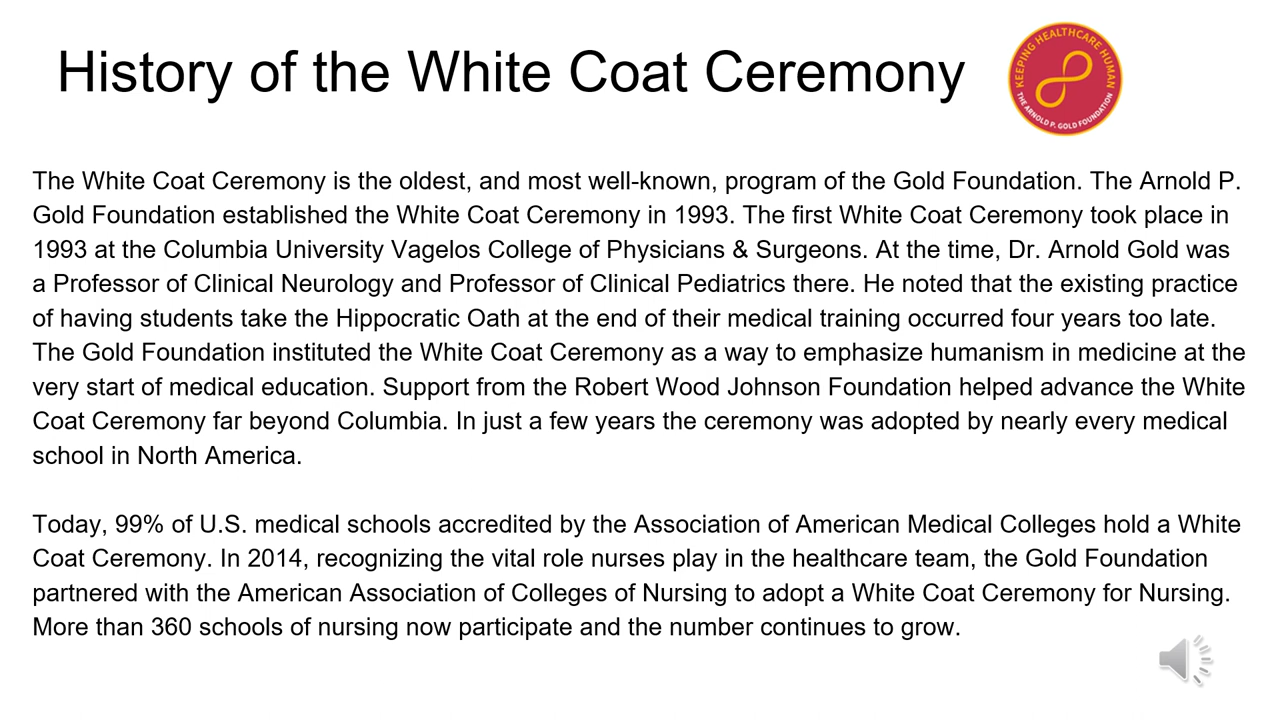 History of the White Coat Ceremony
KEEPING HEALTHCARE HUMAN
THE ARNOLD P. GOLD FOUNDATION
The White Coat Ceremony is the oldest, and most well-known, program of the Gold Foundation. The Arnold P.
Gold Foundation established the White Coat Ceremony in 1993. The first White Coat Ceremony took place in
1993 at the Columbia University Vagelos College of Physicians & Surgeons. At the time, Dr. Arnold Gold was
a Professor of Clinical Neurology and Professor of Clinical Pediatrics there. He noted that the existing practice
of having students take the Hippocratic Oath at the end of their medical training occurred four years too late.
The Gold Foundation instituted the White Coat Ceremony as a way to emphasize humanism in medicine at the
very start of medical education. Support from the Robert Wood Johnson Foundation helped advance the White
Coat Ceremony far beyond Columbia. In just a few years the ceremony was adopted by nearly every medical
school in North America.
Today, 99% of U.S. medical schools accredited by the Association of American Medical Colleges hold a White
Coat Ceremony. In 2014, recognizing the vital role nurses play in the healthcare team, the Gold Foundation
partnered with the American Association of Colleges of Nursing to adopt a White Coat Ceremony for Nursing.
More than 360 schools of nursing now participate and the number continues to grow.